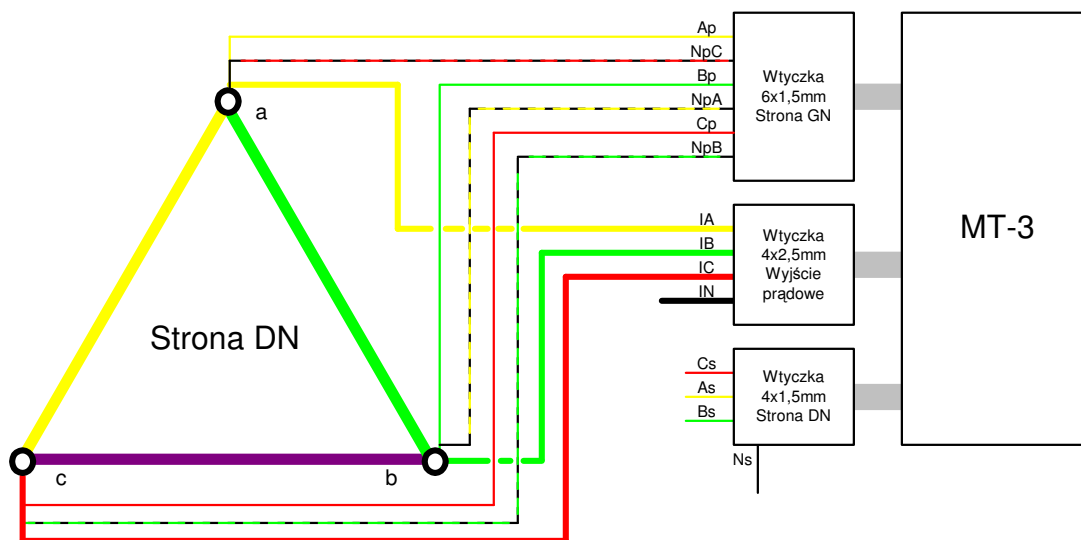 Ap
NpC
Bp
NpA
Cp
NpB
Wtyczka
6x1,5mm
Strona GN
a
IA
IB
IC
IN
Wtyczka
4x2,5mm
Wyjście
prądowe
MT-3
Strona DN
Cs
As
Bs
Wtyczka
4x1,5mm
Strona DN
Ns
c
b